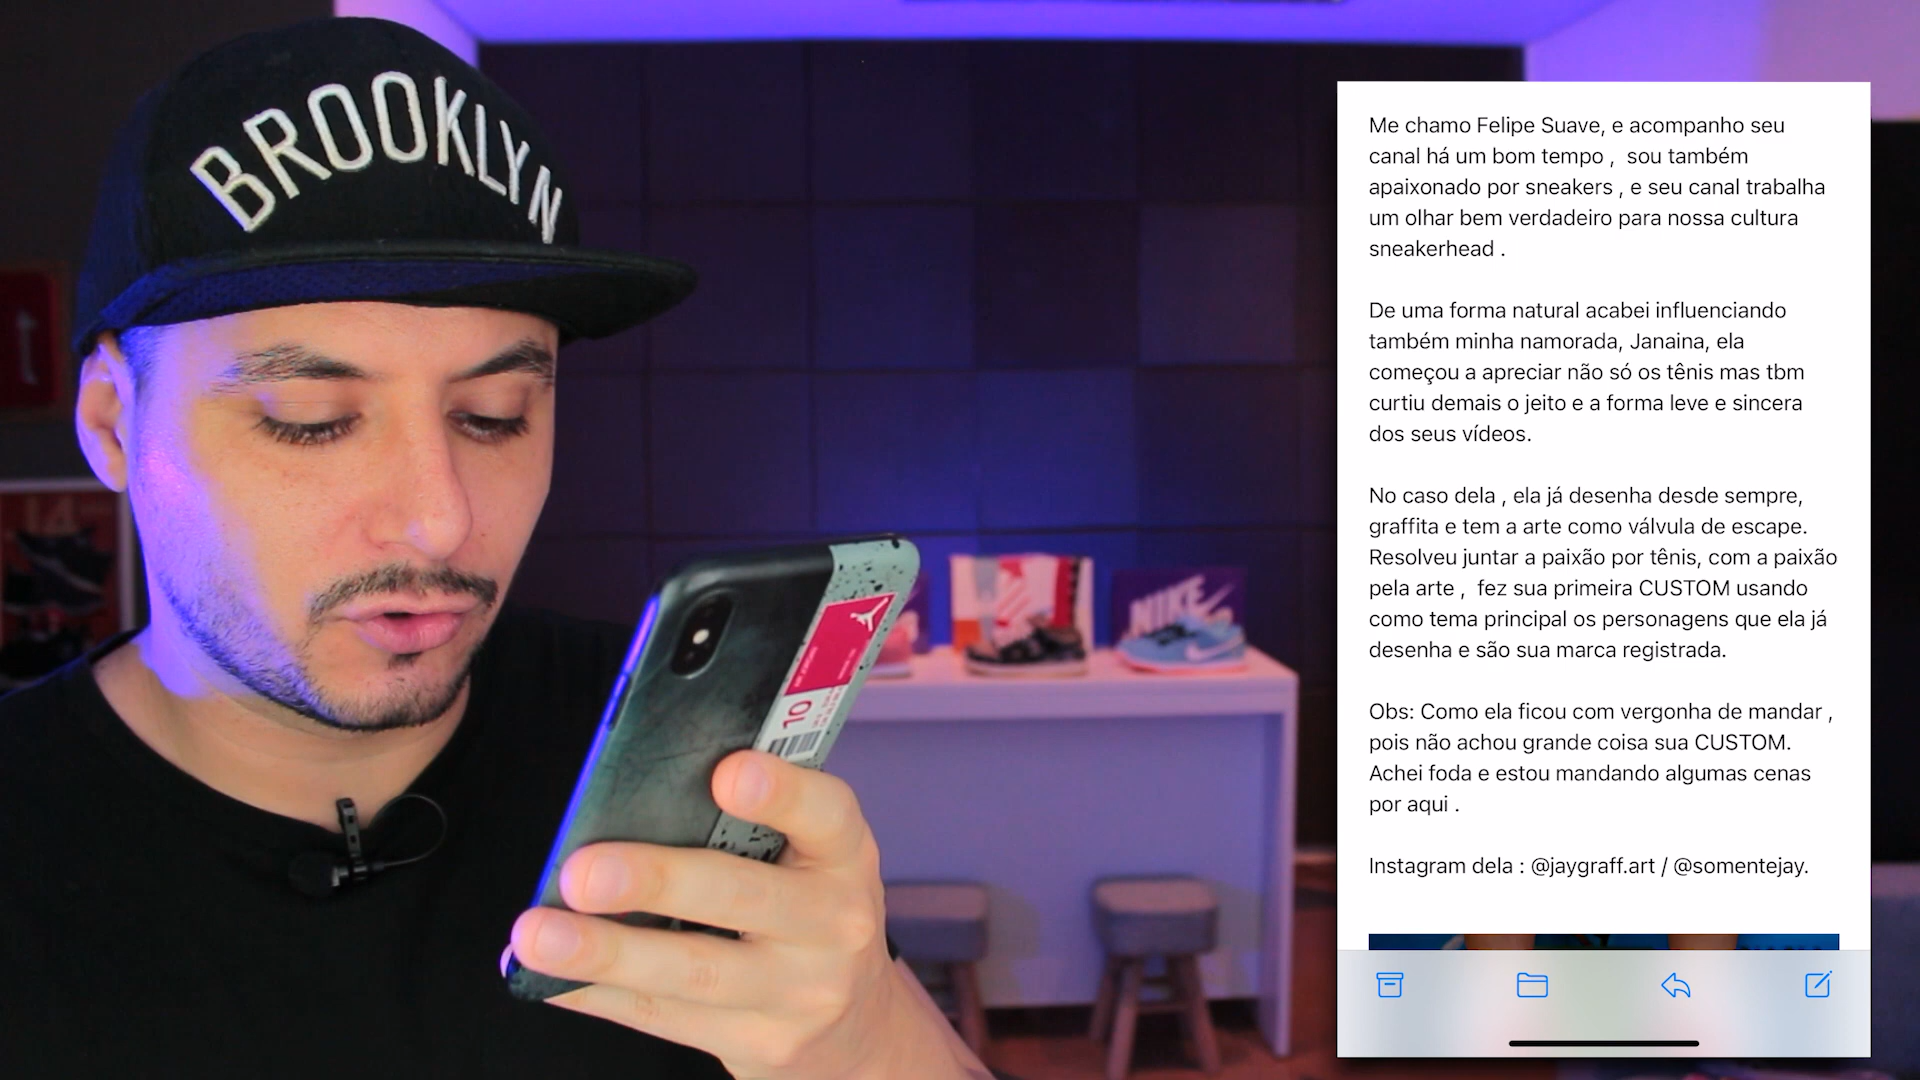 BROOKLYN
10
NIKE
Me chamo Felipe Suave, e acompanho seu
canal há um bom tempo ,  sou também
apaixonado por sneakers , e seu canal trabalha
um olhar bem verdadeiro para nossa cultura
sneakerhead .
De uma forma natural acabei influenciando
também minha namorada, Janaina, ela
começou a apreciar não só os tênis mas tbm
curtiu demais o jeito e a forma leve e sincera
dos seus vídeos.
No caso dela , ela já desenha desde sempre,
graffita e tem a arte como válvula de escape.
Resolveu juntar a paixão por tênis, com a paixão
pela arte ,  fez sua primeira CUSTOM usando
como tema principal os personagens que ela já
desenha e são sua marca registrada.
Obs: Como ela ficou com vergonha de mandar ,
pois não achou grande coisa sua CUSTOM.
Achei foda e estou mandando algumas cenas
por aqui .
Instagram dela : @jaygraff.art / @somentejay.